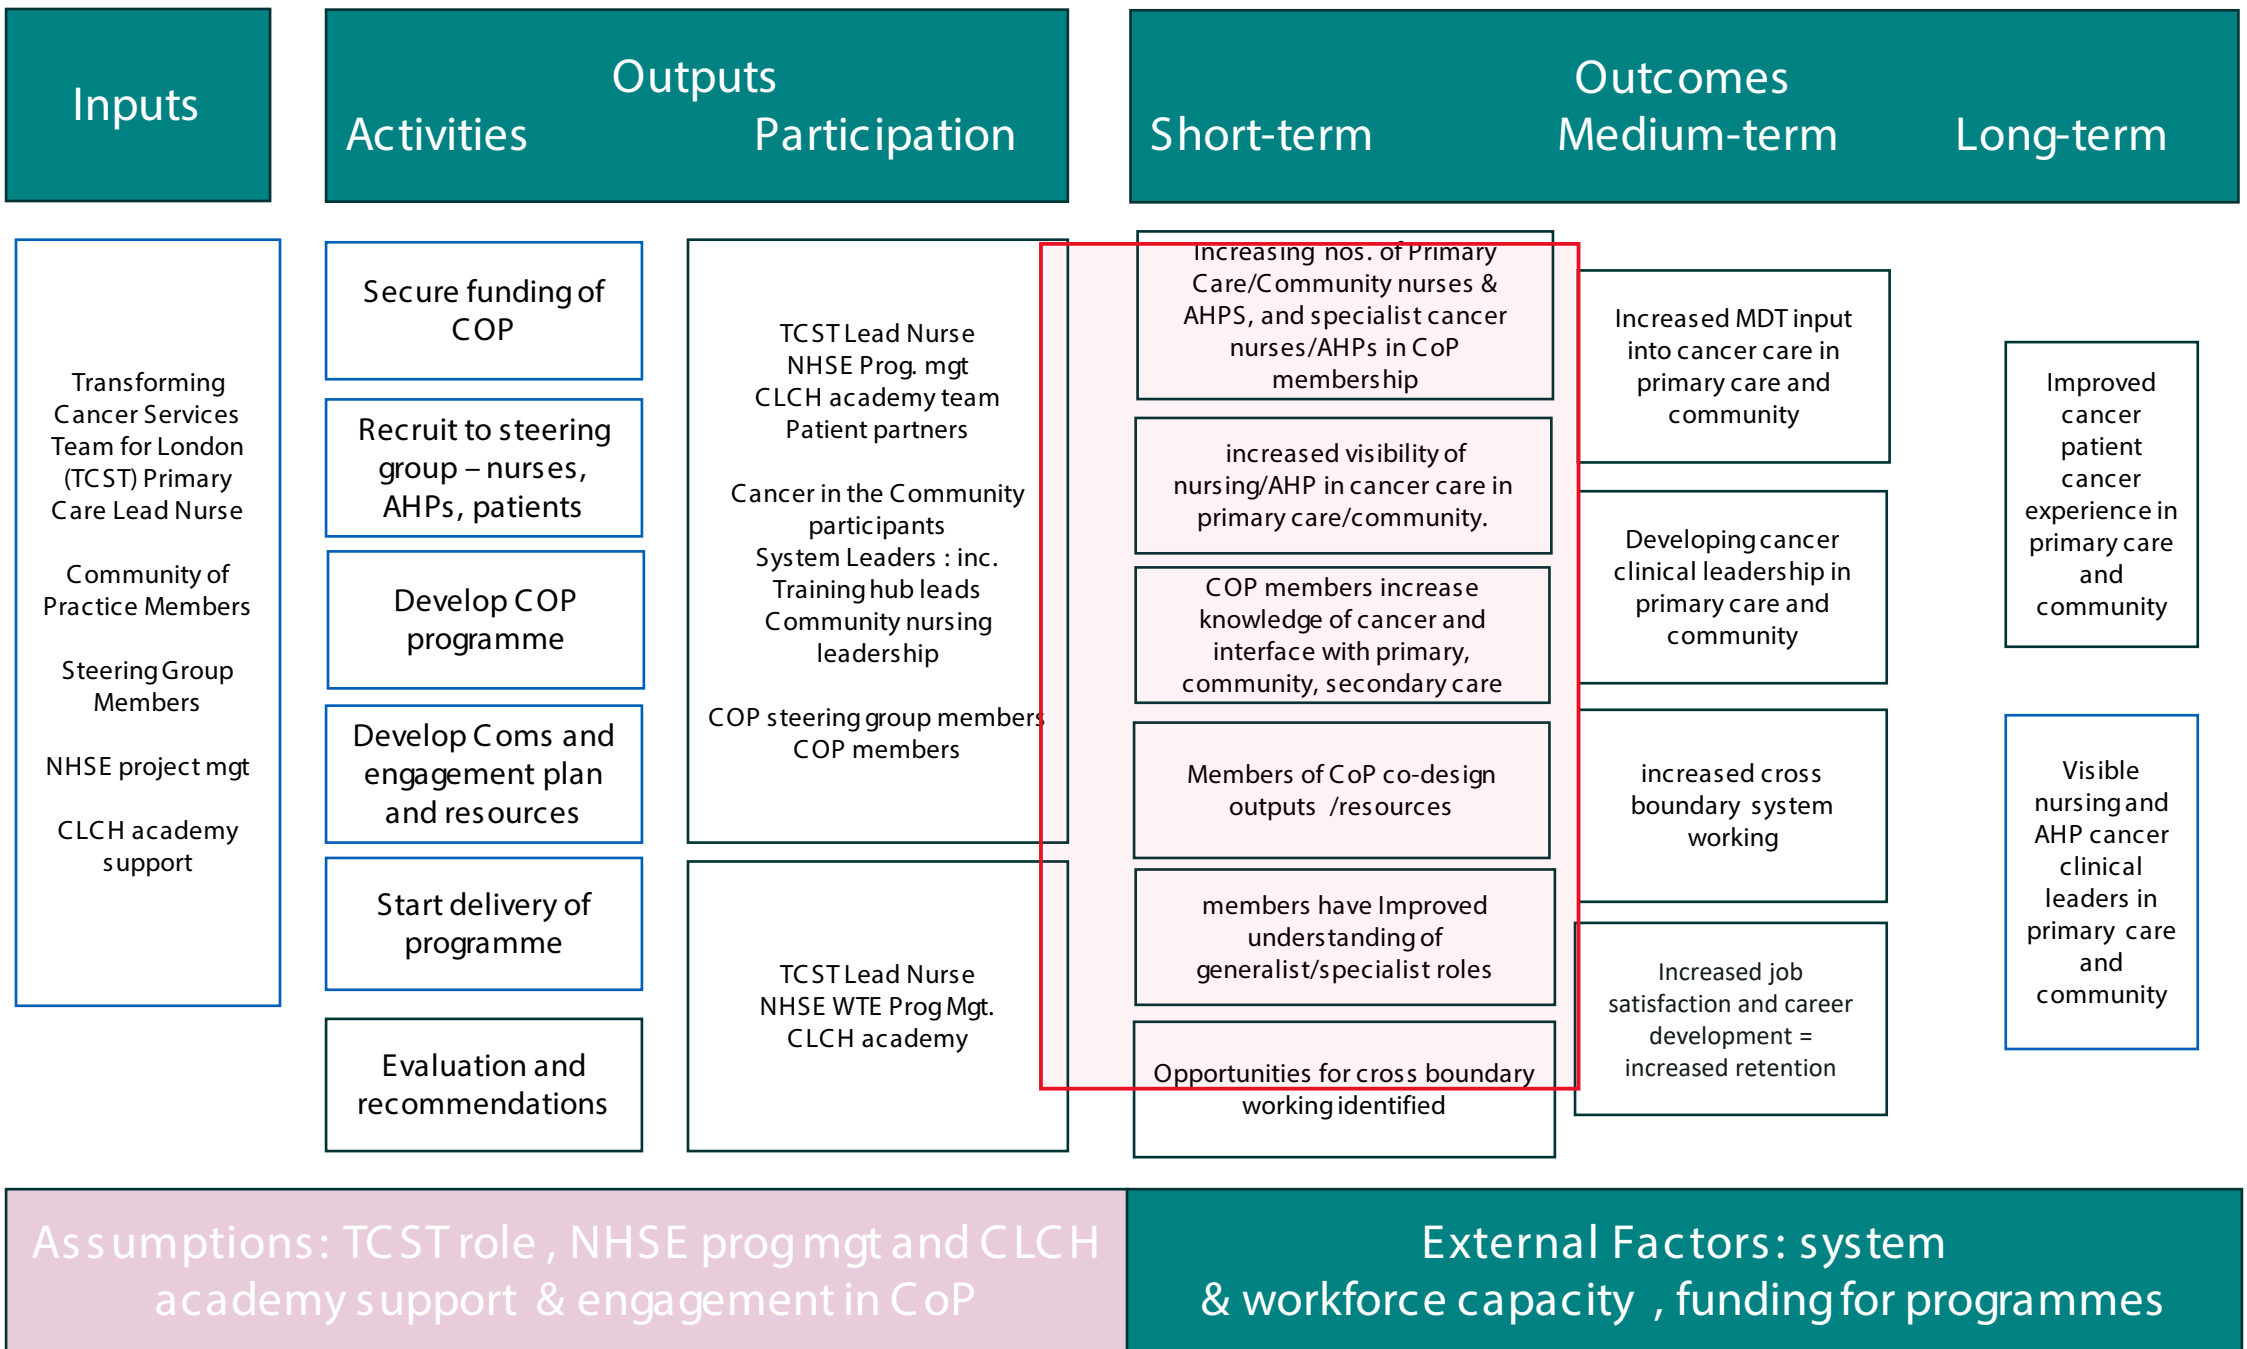 Inputs
Outputs
Activities
Participation
Outcomes
Short-term
Medium-term
Long-term
Transforming
Cancer Services
Team for London
(TCST) Primary
Care Lead Nurse
Community of
Practice Members
Steering Group
Members
NHSE project mgt
CLCH academy
support
Secure funding of
COP
Recruit to steering
group – nurses,
AHPs, patients
Develop COP
programme
Develop Coms and
engagement plan
and resources
Start delivery of
programme
Evaluation and
recommendations
TCST Lead Nurse
NHSE Prog. mgt
CLCH academy team
Patient partners
Cancer in the Community
participants
System Leaders : inc.
Training hub leads
Community nursing
leadership
COP steering group members
COP members
TCST Lead Nurse
NHSE WTE Prog Mgt.
CLCH academy
Increasing nos. of Primary
Care/Community nurses &
AHPS, and specialist cancer
nurses/AHPs in CoP
membership
increased visibility of
nursing/AHP in cancer care in
primary care/community.
COP members increase
knowledge of cancer and
interface with primary,
community, secondary care
Members of CoP co-design
outputs /resources
members have Improved
understanding of
generalist/specialist roles
Opportunities for cross boundary
working identified
Increased MDT input
into cancer care in
primary care and
community
Developing cancer
clinical leadership in
primary care and
community
increased cross
boundary system
working
Increased job
satisfaction and career
development =
increased retention
Improved
cancer
patient
cancer
experience in
primary care
and
community
Visible
nursing and
AHP cancer
clinical
leaders in
primary care
and
community
Assumptions: TCST role , NHSE prog mgt and CLCH
academy support & engagement in CoP
External Factors: system
& workforce capacity , funding for programmes